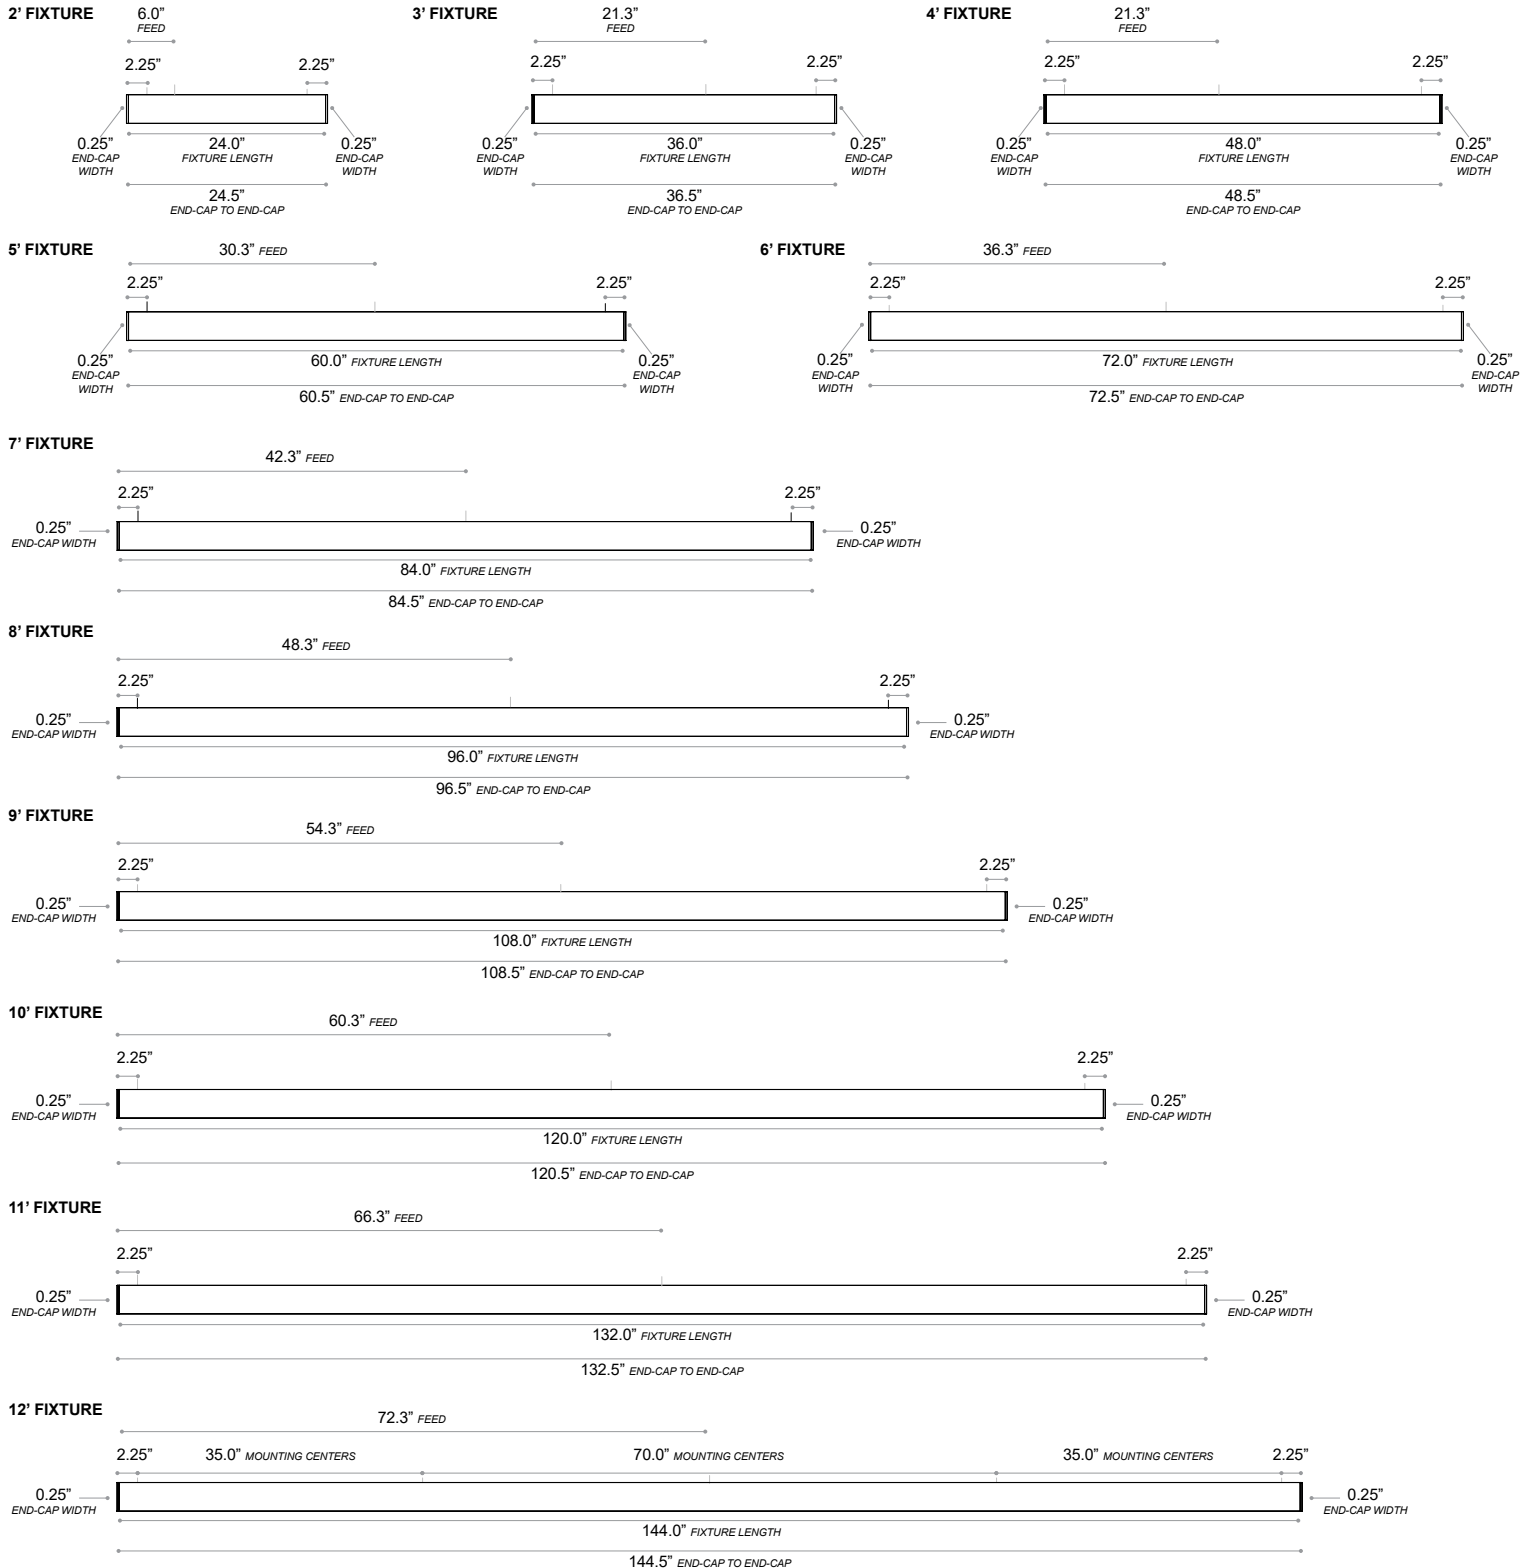 2’ FIXTURE
6.0”
FEED
2.25”
2.25”
0.25”
END-CAP
WIDTH
24.0”
FIXTURE LENGTH
0.25”
END-CAP
WIDTH
24.5”
END-CAP TO END-CAP
3’ FIXTURE
21.3”
FEED
2.25”
2.25”
0.25”
END-CAP
WIDTH
36.0”
FIXTURE LENGTH
0.25”
END-CAP
WIDTH
36.5”
END-CAP TO END-CAP
4’ FIXTURE
21.3”
FEED
2.25”
2.25”
0.25”
END-CAP
WIDTH
48.0”
FIXTURE LENGTH
0.25”
END-CAP
WIDTH
48.5”
END-CAP TO END-CAP
5’ FIXTURE
30.3” FEED
2.25”
2.25”
0.25”
END-CAP
WIDTH
60.0” FIXTURE LENGTH
0.25”
END-CAP
WIDTH
60.5” END-CAP TO END-CAP
6’ FIXTURE
36.3” FEED
2.25”
2.25”
0.25”
END-CAP
WIDTH
72.0” FIXTURE LENGTH
0.25”
END-CAP
WIDTH
72.5” END-CAP TO END-CAP
7’ FIXTURE
42.3” FEED
2.25”
2.25”
0.25”
END-CAP WIDTH
0.25”
END-CAP WIDTH
84.0” FIXTURE LENGTH
84.5” END-CAP TO END-CAP
8’ FIXTURE
48.3” FEED
2.25”
2.25”
0.25”
END-CAP WIDTH
0.25”
END-CAP WIDTH
96.0” FIXTURE LENGTH
96.5” END-CAP TO END-CAP
9’ FIXTURE
54.3” FEED
2.25”
2.25”
0.25”
END-CAP WIDTH
0.25”
END-CAP WIDTH
108.0” FIXTURE LENGTH
108.5” END-CAP TO END-CAP
10’ FIXTURE
60.3” FEED
2.25”
2.25”
0.25”
END-CAP WIDTH
0.25”
END-CAP WIDTH
120.0” FIXTURE LENGTH
120.5” END-CAP TO END-CAP
11’ FIXTURE
66.3” FEED
2.25”
2.25”
0.25”
END-CAP WIDTH
0.25”
END-CAP WIDTH
132.0” FIXTURE LENGTH
132.5” END-CAP TO END-CAP
12’ FIXTURE
72.3” FEED
2.25” 35.0” MOUNTING CENTERS 70.0” MOUNTING CENTERS 35.0” MOUNTING CENTERS 2.25”
0.25”
END-CAP WIDTH
0.25”
END-CAP WIDTH
144.0” FIXTURE LENGTH
144.5” END-CAP TO END-CAP